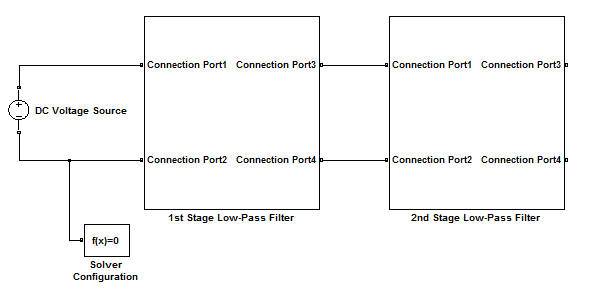 Connection Port1 Connection Port3
Connection Port1 Connection Port3
+
DC Voltage Source
−
Connection Port2 Connection Port4
Connection Port2 Connection Port4
1st Stage Low-Pass Filter
2nd Stage Low-Pass Filter
f(x)=0
Solver
Configuration